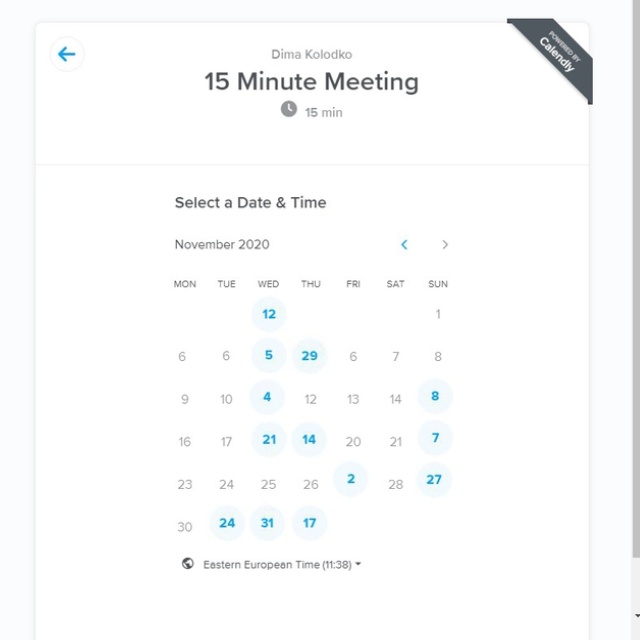 POWERED BY
Calendly
Dima Kolodko
15 Minute Meeting
15 min
Select a Date & Time
November 2020
MON TUE WED THU FRI SAT SUN
12 1
6 6 5 29 6 7 8
9 10 4 12 13 14 8
16 17 21 14 20 21 7
23 24 25 26 2 28 27
30 24 31 17
Eastern European Time (11:38)